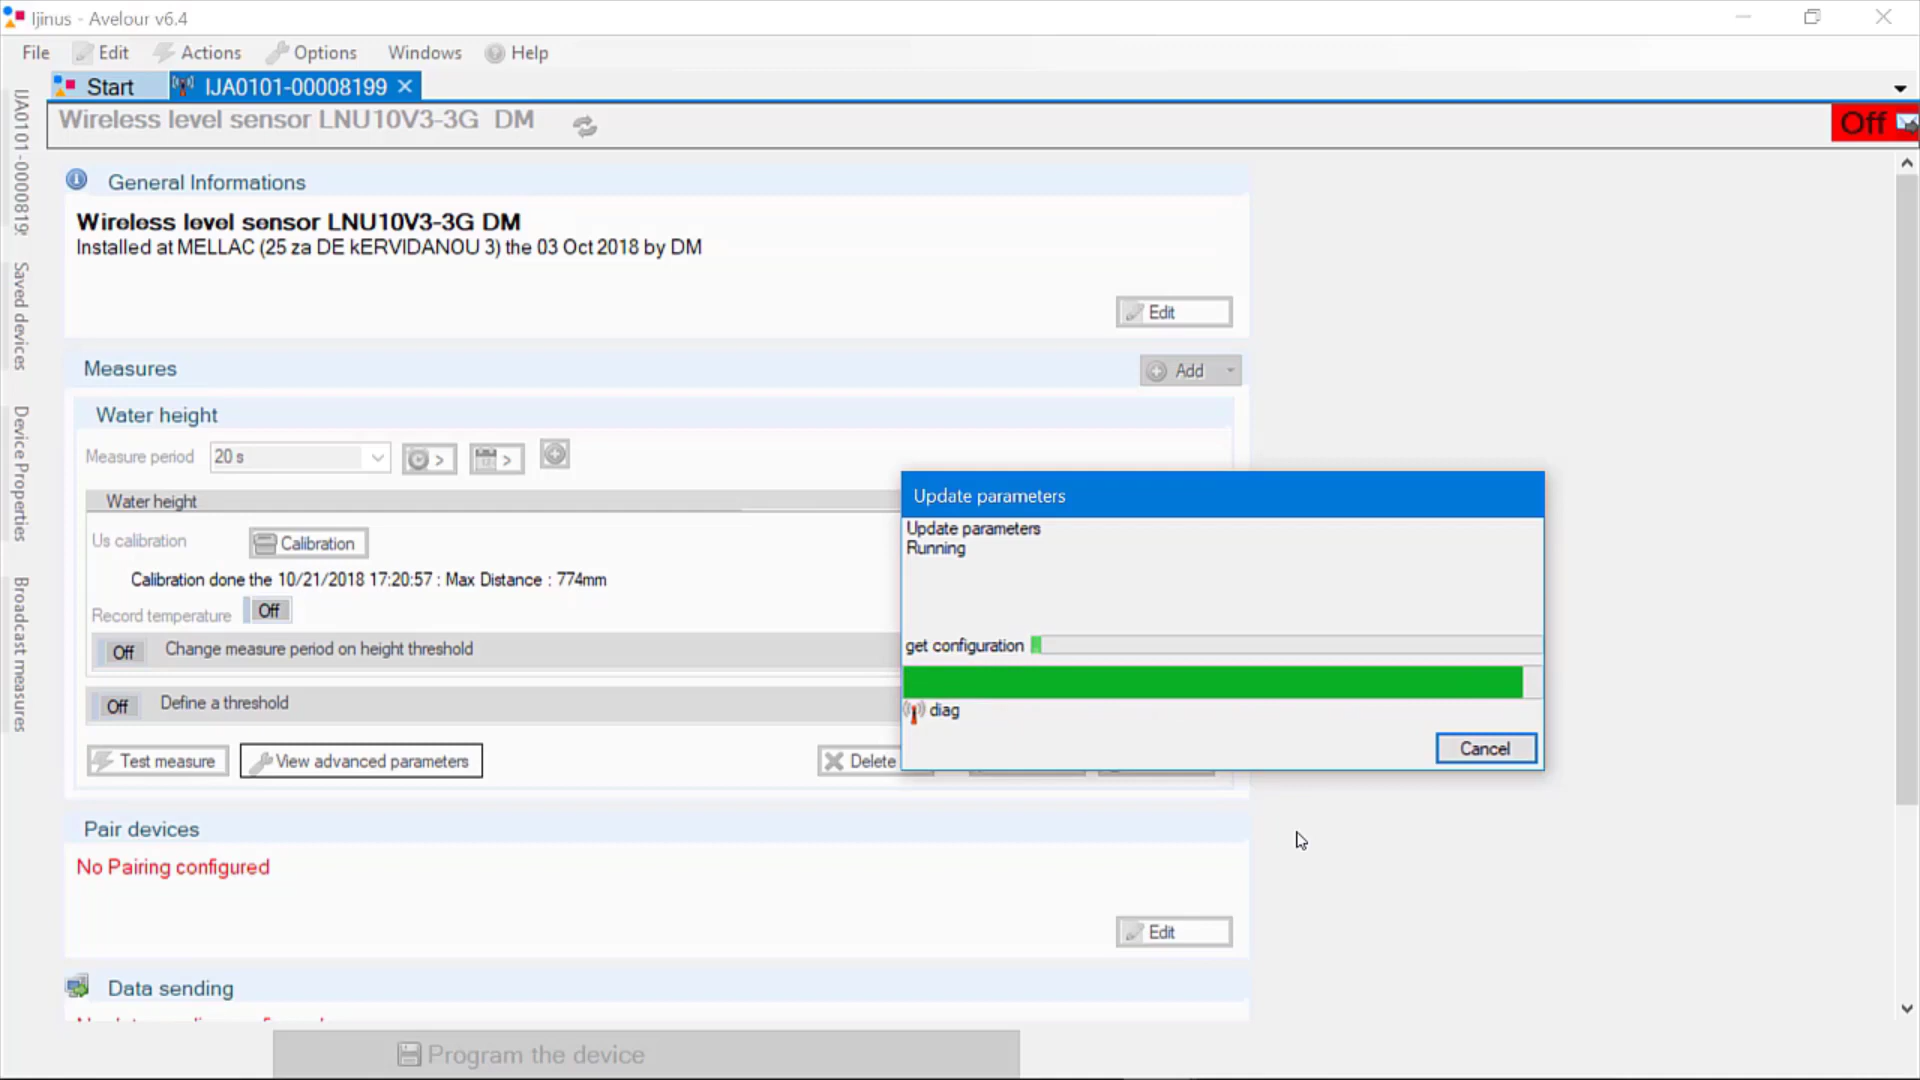 Ijinus - Avelour v6.4
File Edit Actions Options Windows Help
Start IJA0101-00008199
Wireless level sensor LNU10V3-3G DM
Off
IJA0101-0000819
Saved devices
Device Properties
Broadcast measures
General Informations
Wireless level sensor LNU10V3-3G DM
Installed at MELLAC (25 za DE kERVIDANOU 3) the 03 Oct 2018 by DM
Edit
Measures
Add
Water height
Measure period 20 s > >
Water height
Us calibration Calibration
Calibration done the 10/21/2018 17:20:57 : Max Distance : 774mm
Record temperature Off
Off Change measure period on height threshold
Off Define a threshold
Test measure View advanced parameters Delete
Update parameters
Update parameters
Running
get configuration
diag
Cancel
Pair devices
No Pairing configured
Edit
Data sending
Program the device